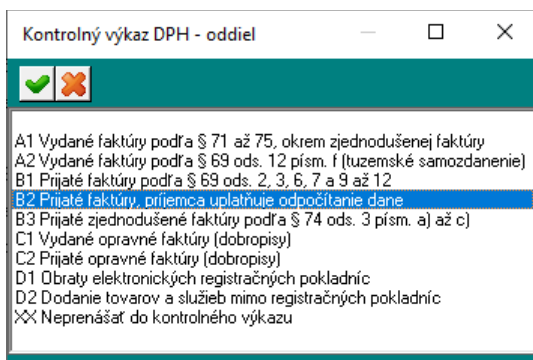 Kontrolný výkaz DPH - oddiel
A1 Vydané faktúry podľa § 71 až 75, okrem zjednodušenej faktúry
A2 Vydané faktúry podľa § 69 ods. 12 písm. f (tuzemské samozdanenie)
B1 Prijaté faktúry podľa § 69 ods. 2, 3, 6, 7 a 9 až 12
B2 Prijaté faktúry, príjemca uplatňuje odpočítanie dane
B3 Prijaté zjednodušené faktúry podľa § 74 ods. 3 písm. a) až c)
C1 Vydané opravné faktúry (dobropisy)
C2 Prijaté opravné faktúry (dobropisy)
D1 Obraty elektronických registračných pokladníc
D2 Dodanie tovarov a služieb mimo registračných pokladníc
XX Neprenášať do kontrolného výkazu